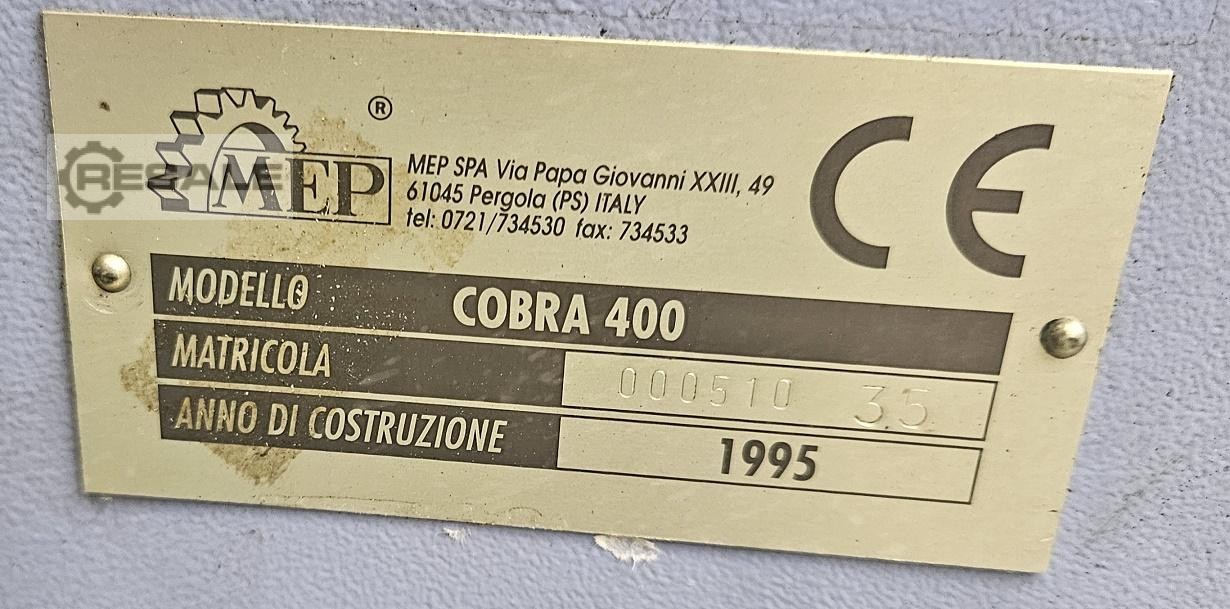 ®
MEP
MEP SPA Via Papa Giovanni XXIII, 49
61045 Pergola (PS) ITALY
tel: 0721/734530 fax: 734533
CE
MODELLO COBRA 400
MATRICOLA 000510 35
ANNO DI COSTRUZIONE 1995